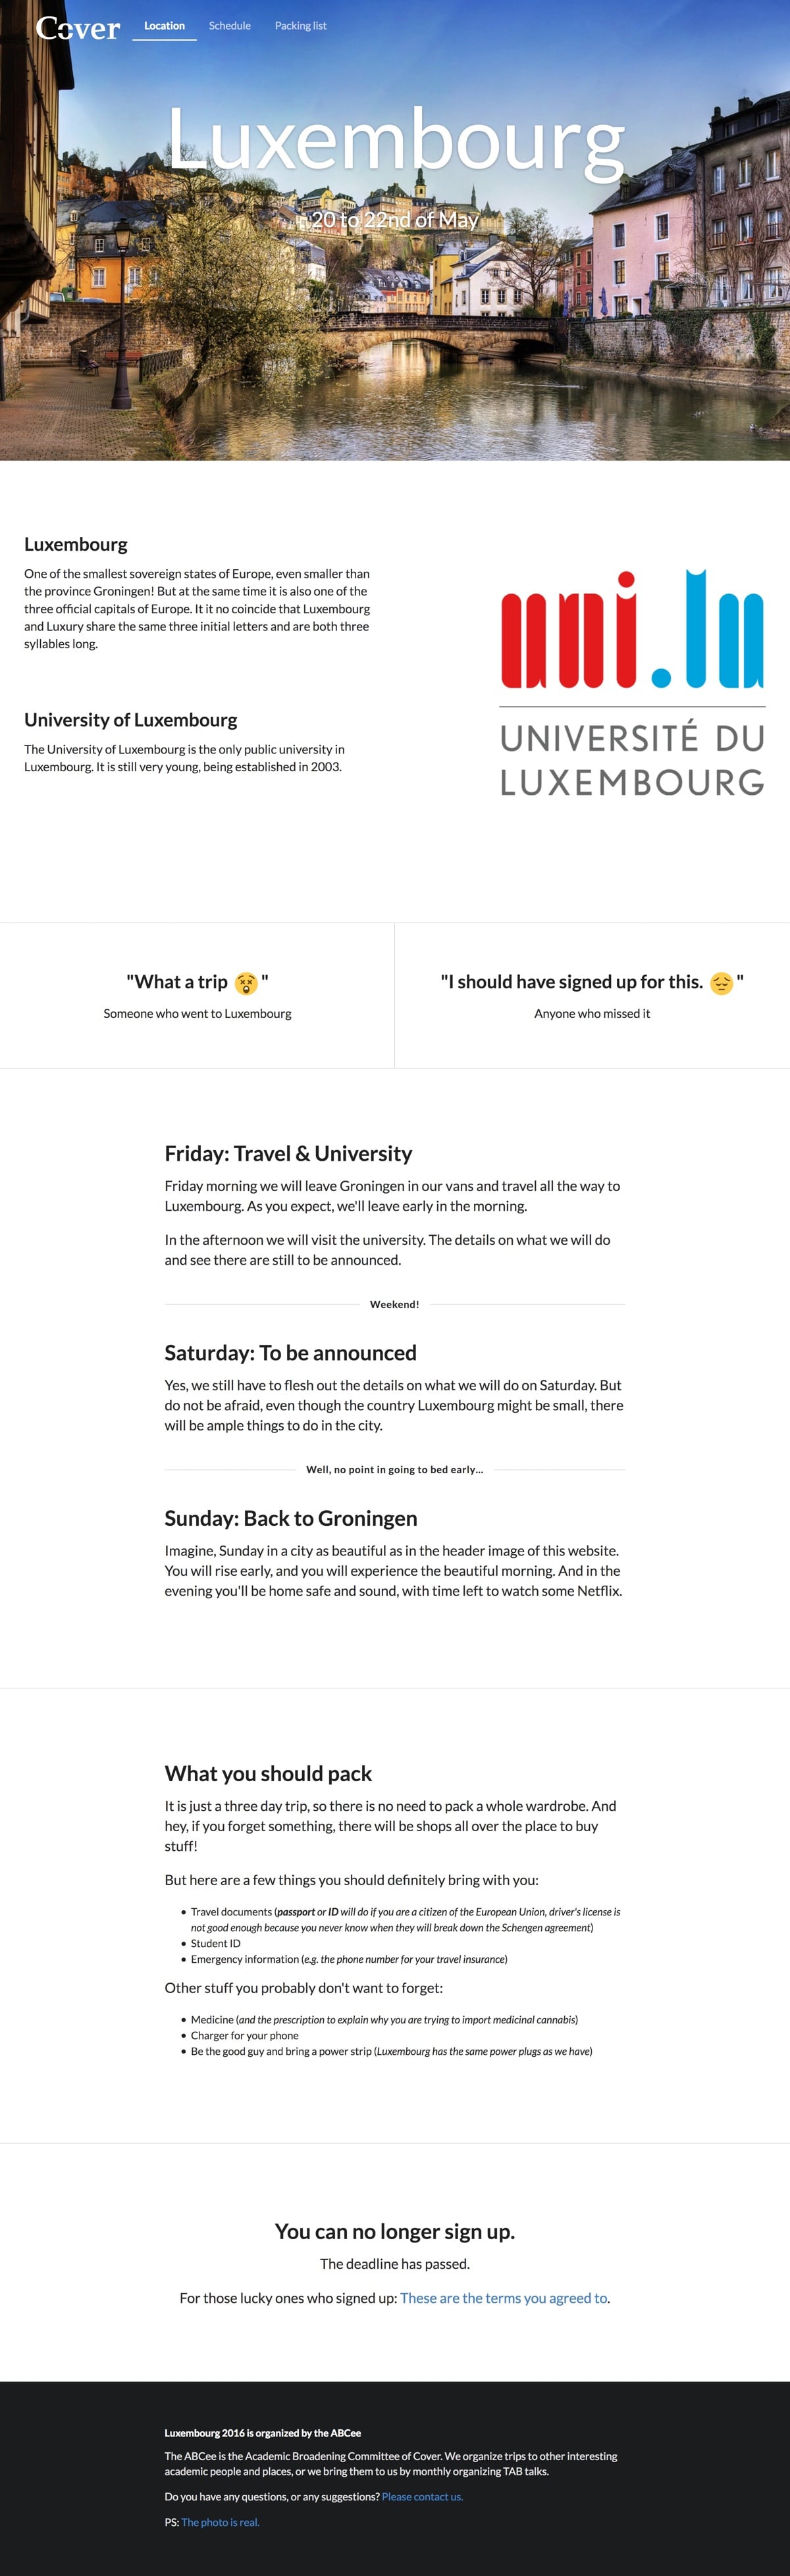 Cover Location Schedule Packing list
Luxembourg
20 to 22nd of May
Luxembourg
One of the smallest sovereign states of Europe, even smaller than
the province Groningen! But at the same time it is also one of the
three official capitals of Europe. It it no coincide that Luxembourg
and Luxury share the same three initial letters and are both three
syllables long.
University of Luxembourg
The University of Luxembourg is the only public university in
Luxembourg. It is still very young, being established in 2003.
uni.lu
UNIVERSITÉ DU
LUXEMBOURG
"What a trip 😵"
Someone who went to Luxembourg
"I should have signed up for this. 😔"
Anyone who missed it
Friday: Travel & University
Friday morning we will leave Groningen in our vans and travel all the way to
Luxembourg. As you expect, we'll leave early in the morning.
In the afternoon we will visit the university. The details on what we will do
and see there are still to be announced.
Weekend!
Saturday: To be announced
Yes, we still have to flesh out the details on what we will do on Saturday. But
do not be afraid, even though the country Luxembourg might be small, there
will be ample things to do in the city.
Well, no point in going to bed early...
Sunday: Back to Groningen
Imagine, Sunday in a city as beautiful as in the header image of this website.
You will rise early, and you will experience the beautiful morning. And in the
evening you'll be home safe and sound, with time left to watch some Netflix.
What you should pack
It is just a three day trip, so there is no need to pack a whole wardrobe. And
hey, if you forget something, there will be shops all over the place to buy
stuff!
But here are a few things you should definitely bring with you:
• Travel documents (passport or ID will do if you are a citizen of the European Union, driver's license is
not good enough because you never know when they will break down the Schengen agreement)
• Student ID
• Emergency information (e.g. the phone number for your travel insurance)
Other stuff you probably don't want to forget:
• Medicine (and the prescription to explain why you are trying to import medicinal cannabis)
• Charger for your phone
• Be the good guy and bring a power strip (Luxembourg has the same power plugs as we have)
You can no longer sign up.
The deadline has passed.
For those lucky ones who signed up: These are the terms you agreed to.
Luxembourg 2016 is organized by the ABCee
The ABCee is the Academic Broadening Committee of Cover. We organize trips to other interesting
academic people and places, or we bring them to us by monthly organizing TAB talks.
Do you have any questions, or any suggestions? Please contact us.
PS: The photo is real.